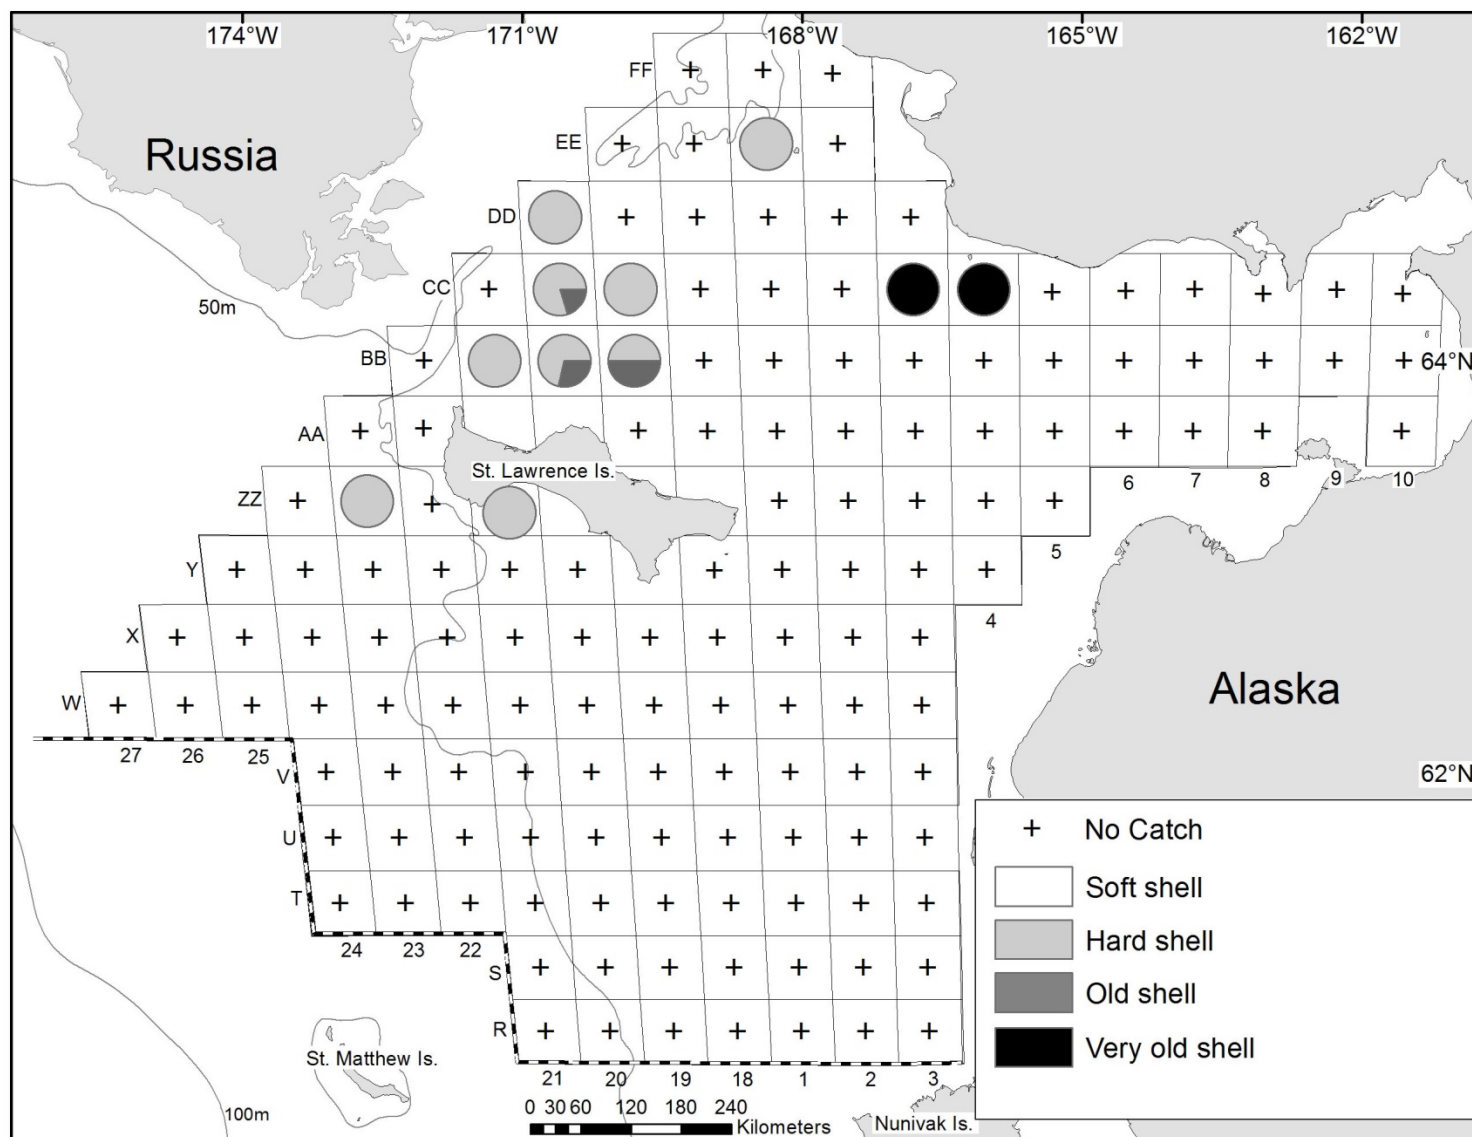 174°W 171°W 168°W 165°W 162°W
FF
Russia
EE
DD
CC
50m
BB
64°N
AA
St. Lawrence Is.
6 7 8 9 10
ZZ
5
Y
4
X
Alaska
W
27 26 25
V
62°N
U
T
24 23 22
S
R
St. Matthew Is.
21 20 19 18 1 2 3
100m
0 30 60 120 180 240
Kilometers
Nunivak Is.
+ No Catch
Soft shell
Hard shell
Old shell
Very old shell